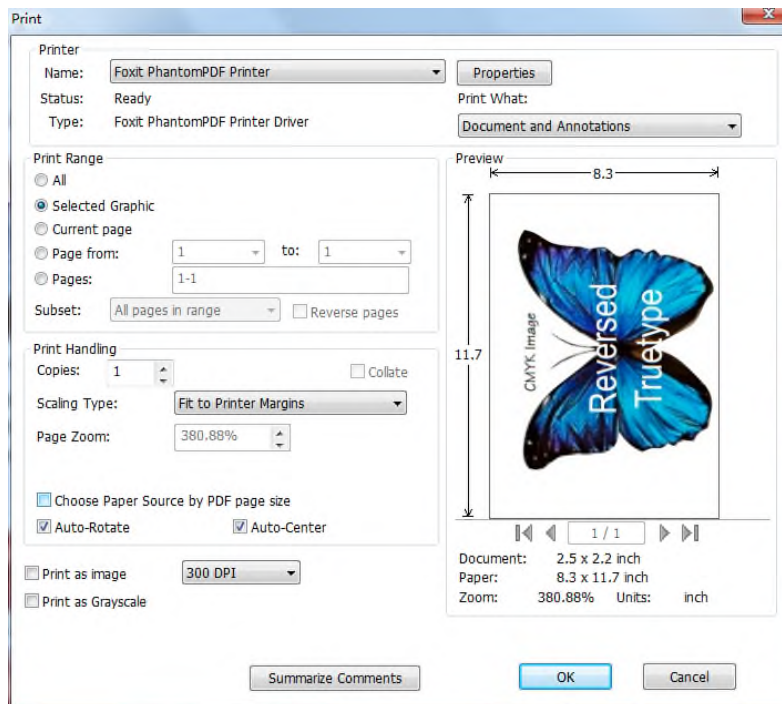 Print
Printer
Name: Foxit PhantomPDF Printer Properties
Status: Ready Print What:
Type: Foxit PhantomPDF Printer Driver Document and Annotations
Print Range
All
Selected Graphic
Current page
Page from: 1 to: 1
Pages: 1-1
Subset: All pages in range Reverse pages
Print Handling
Copies: 1 Collate
Scaling Type: Fit to Printer Margins
Page Zoom: 380.88%
Choose Paper Source by PDF page size
Auto-Rotate Auto-Center
Print as image 300 DPI
Print as Grayscale
Preview
8.3
11.7
CMYK Image
Reversed
Truetype
1 / 1
Document: 2.5 x 2.2 inch
Paper: 8.3 x 11.7 inch
Zoom: 380.88% Units: inch
Summarize Comments OK Cancel